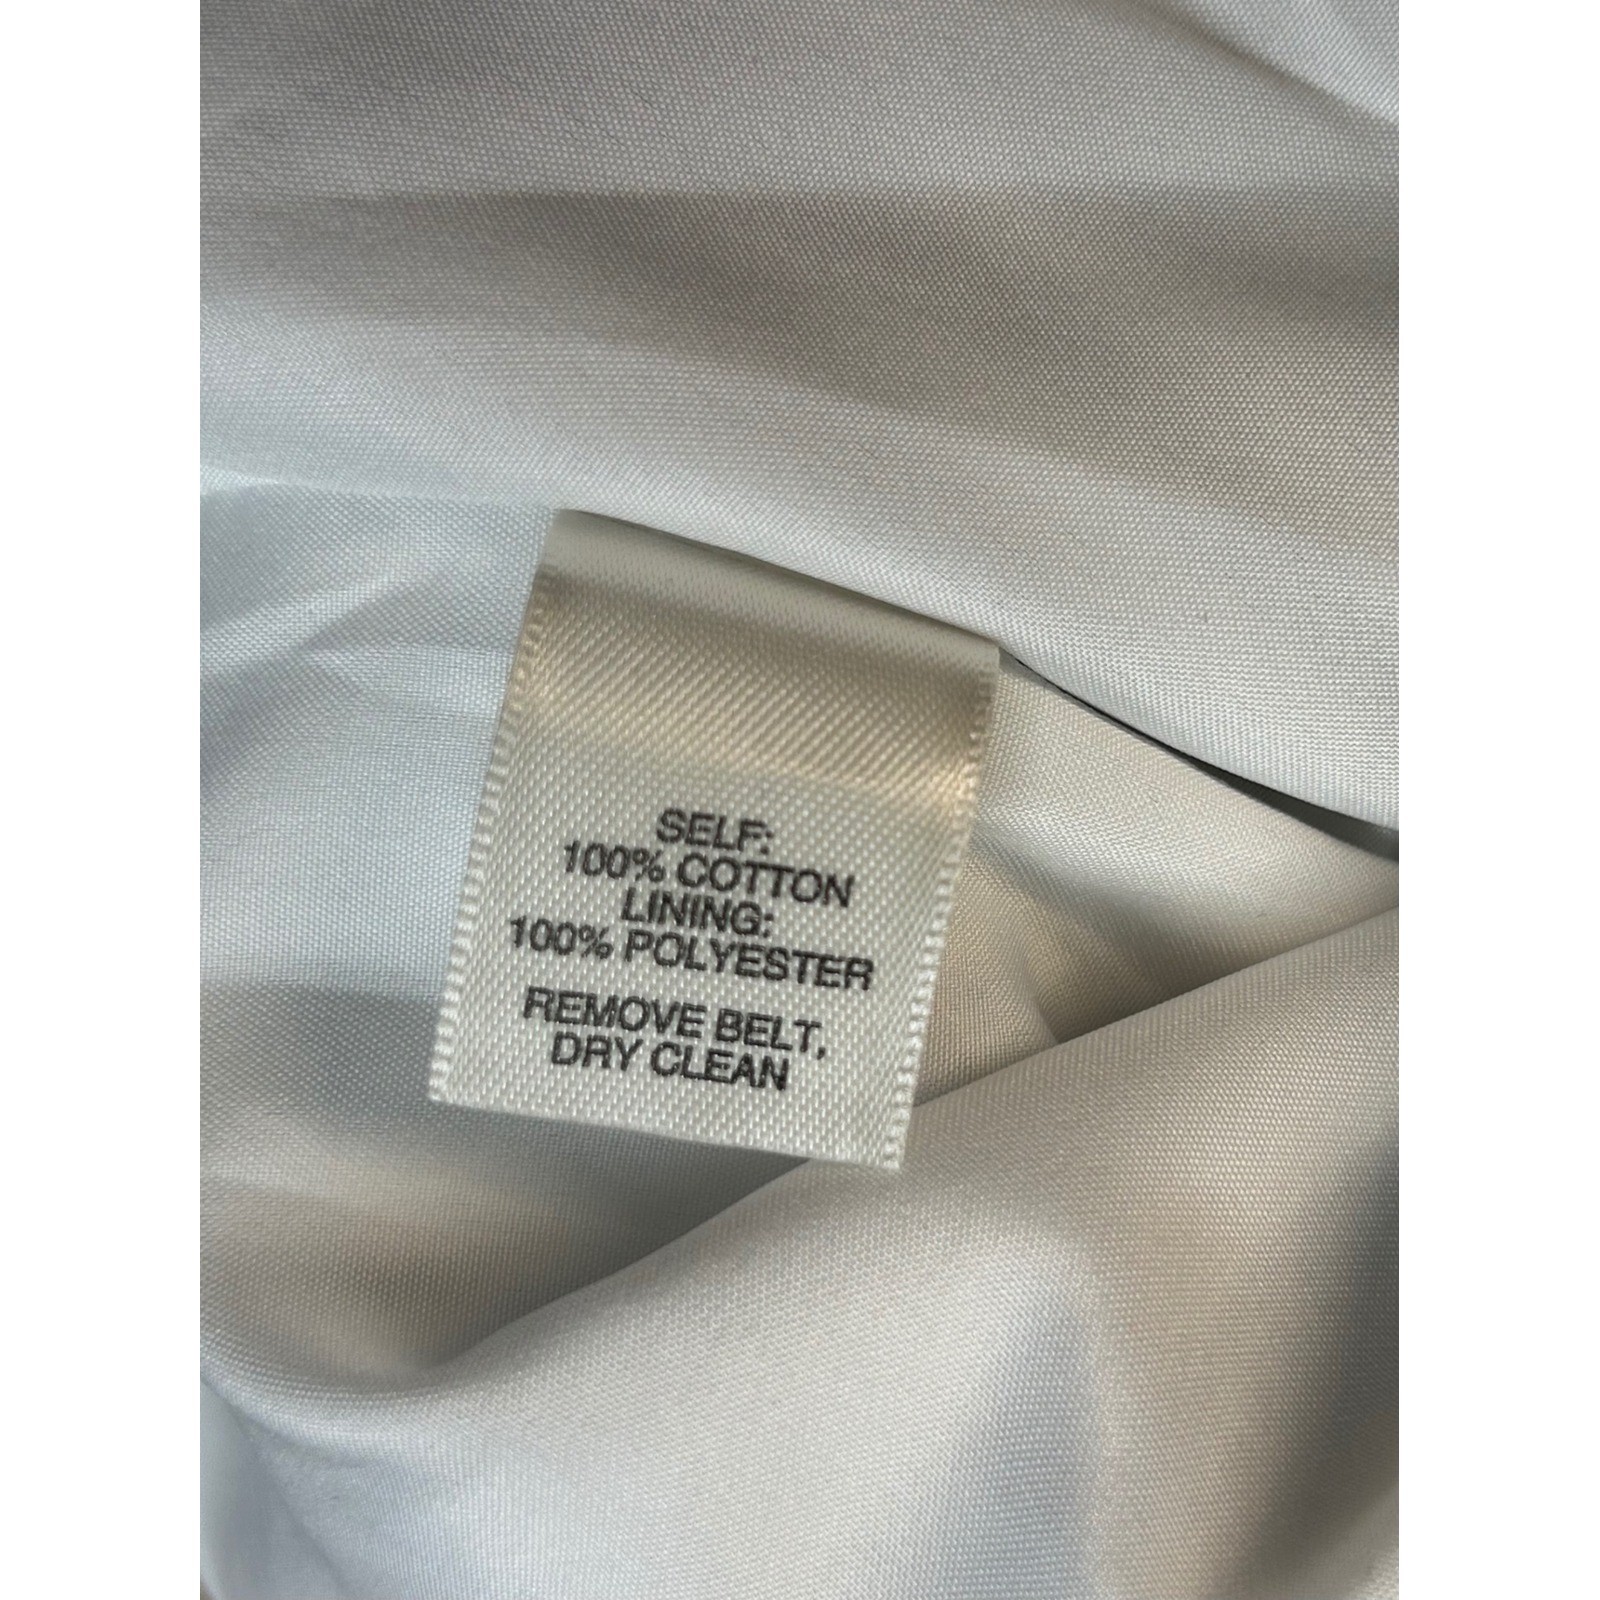 SELF:
100% COTTON
LINING:
100% POLYESTER
REMOVE BELT,
DRY CLEAN